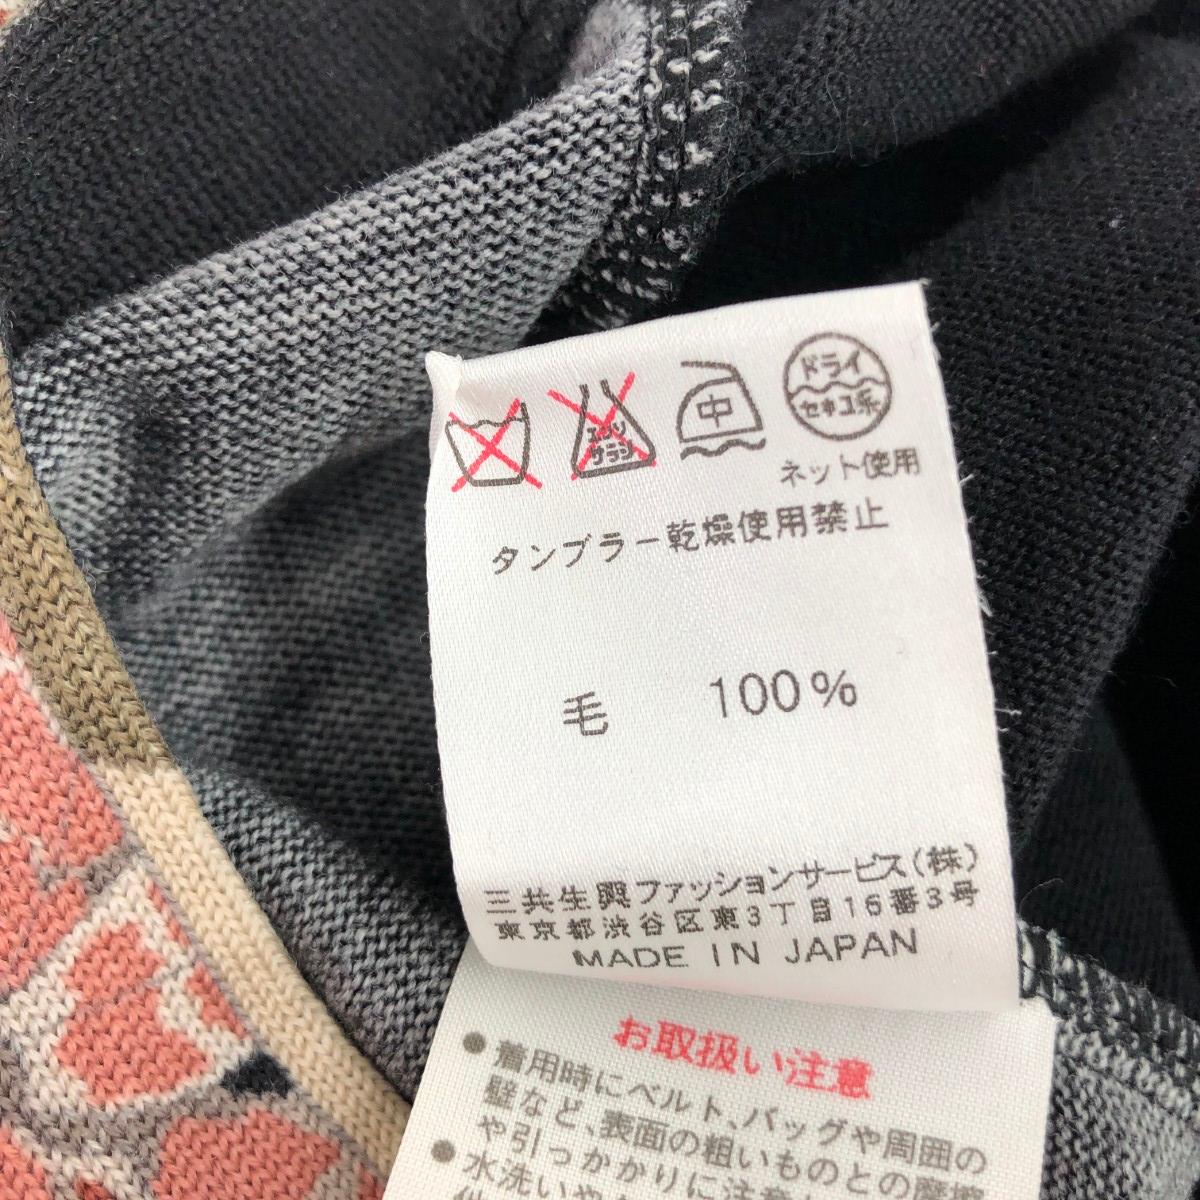 エンソ
サラシ
中
ドライ
セキユ系
ネット使用
タンブラー乾燥使用禁止
毛 100%
三共生興ファッションサービス(株)
東京都渋谷区東3丁目16番3号
MADE IN JAPAN
お取扱い注意
●着用時にベルト、バッグや周囲の
壁など、表面の粗いものとの摩擦
や引っかかりに注意し
●水洗いや